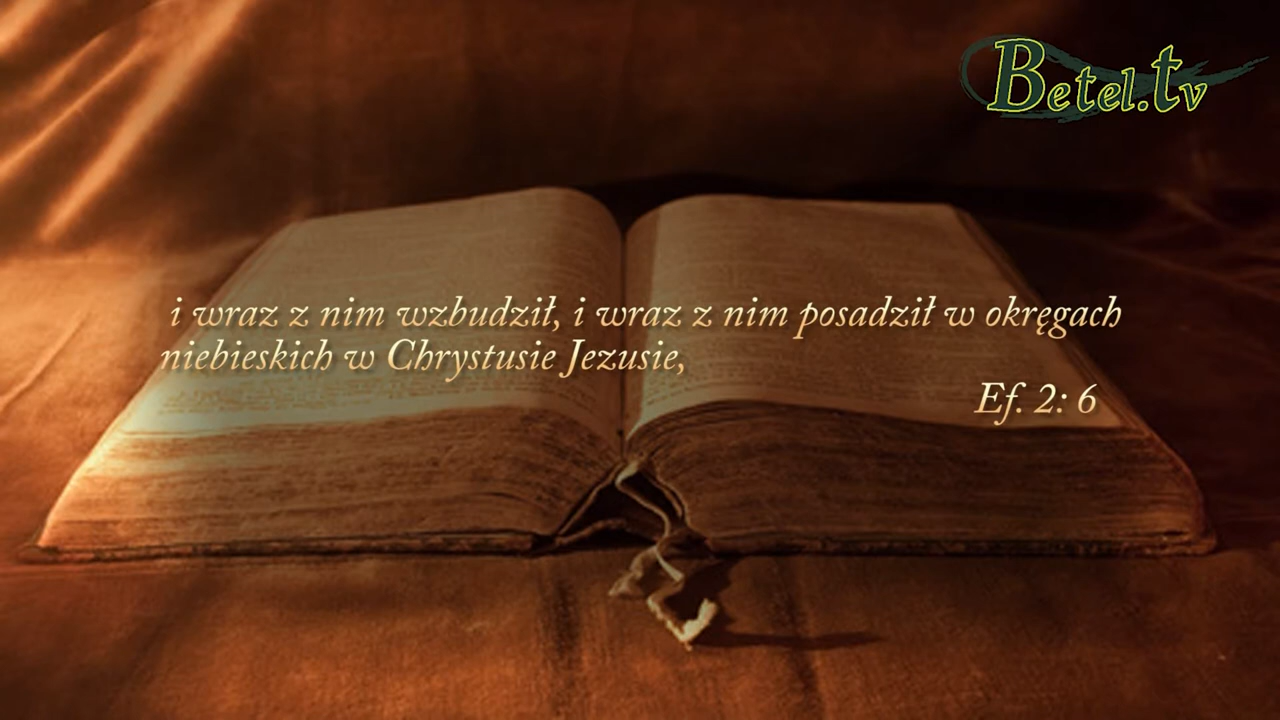 Betel.tv
i wraz z nim wzbudził, i wraz z nim posadził w okręgach
niebieskich w Chrystusie Jezusie,
Ef. 2: 6